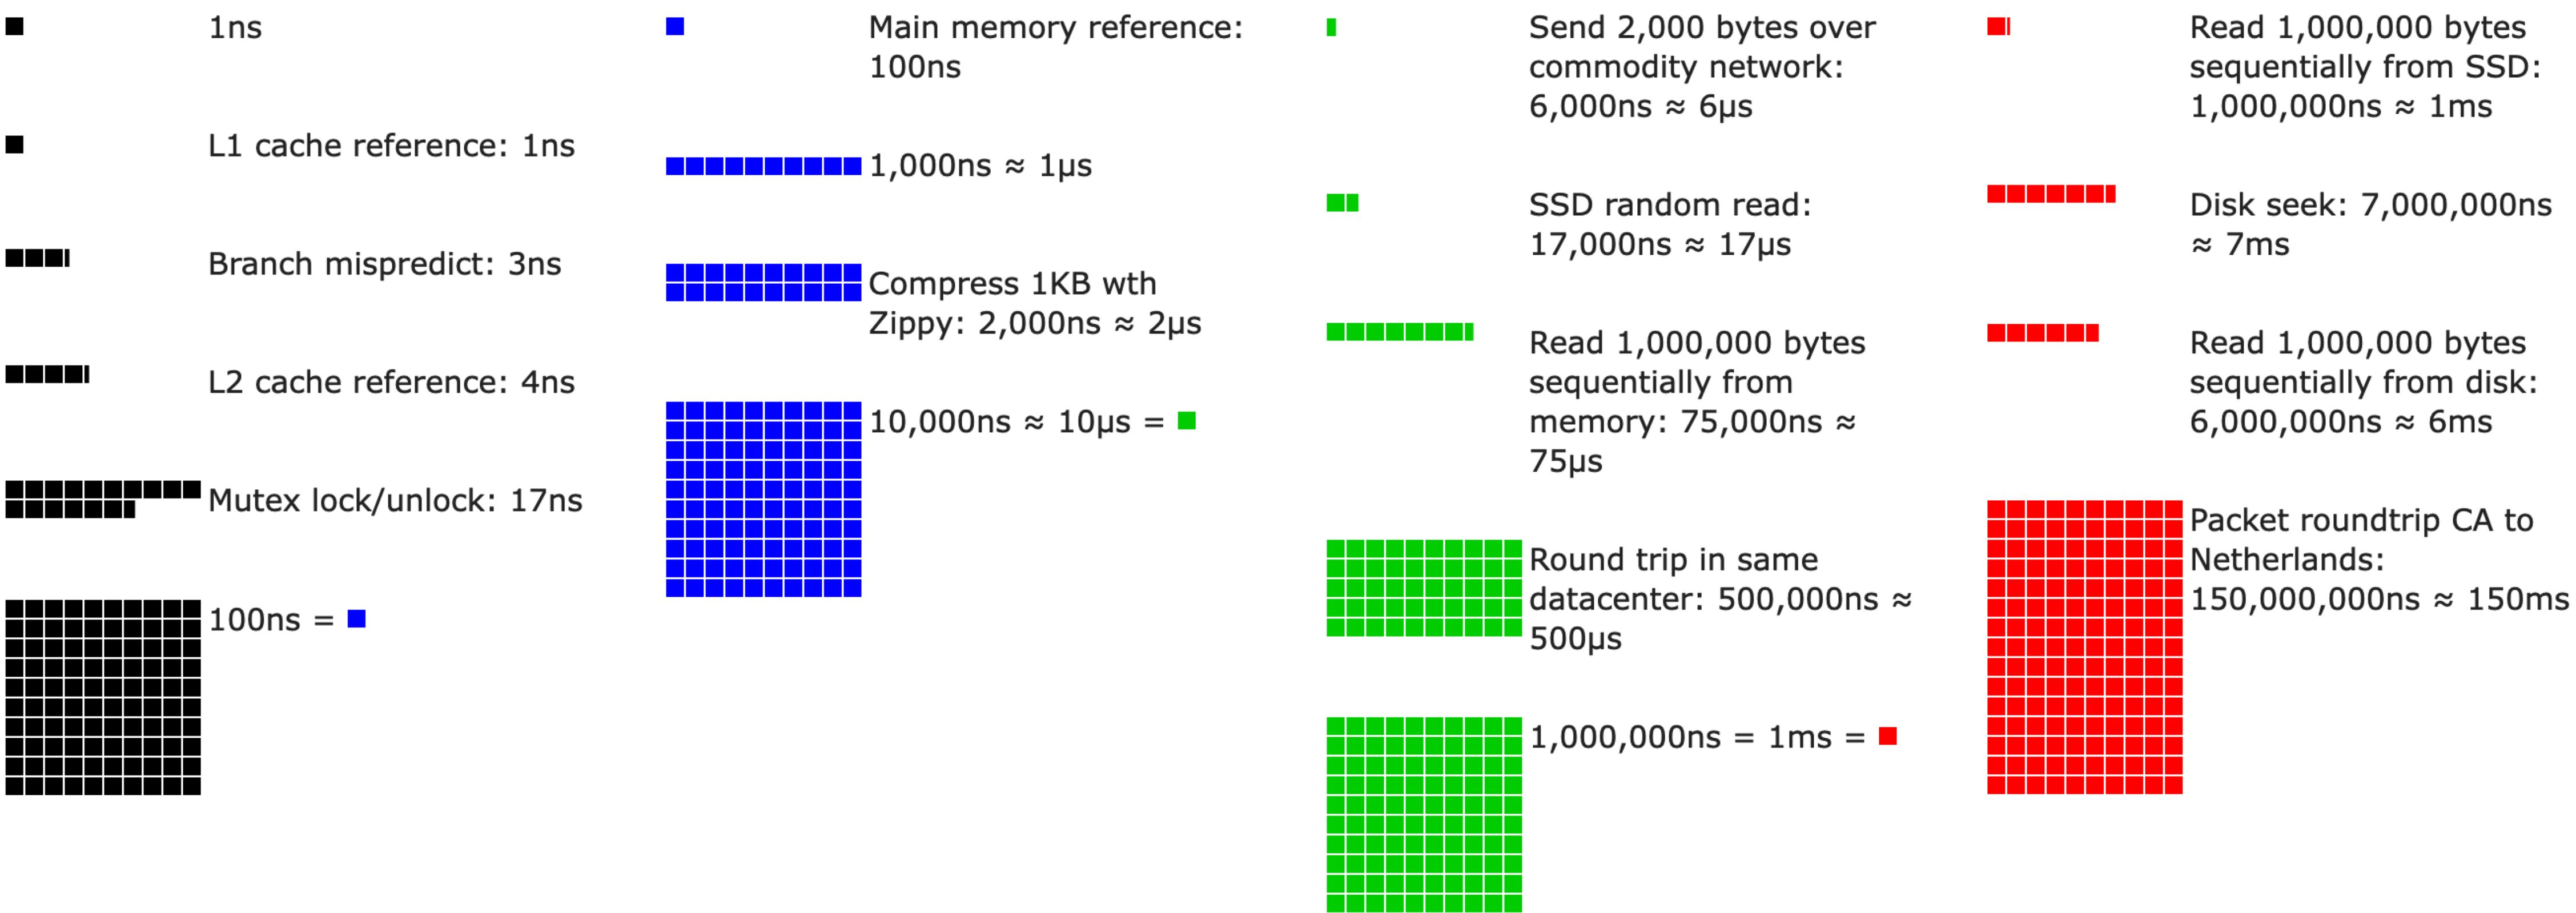 1ns
L1 cache reference: 1ns
Branch mispredict: 3ns
L2 cache reference: 4ns
Mutex lock/unlock: 17ns
100ns =
Main memory reference:
100ns
1,000ns ≈ 1μs
Compress 1KB wth
Zippy: 2,000ns ≈ 2μs
10,000ns ≈ 10μs =
Send 2,000 bytes over
commodity network:
6,000ns ≈ 6μs
SSD random read:
17,000ns ≈ 17μs
Read 1,000,000 bytes
sequentially from
memory: 75,000ns ≈
75μs
Round trip in same
datacenter: 500,000ns ≈
500μs
1,000,000ns = 1ms =
Read 1,000,000 bytes
sequentially from SSD:
1,000,000ns ≈ 1ms
Disk seek: 7,000,000ns
≈ 7ms
Read 1,000,000 bytes
sequentially from disk:
6,000,000ns ≈ 6ms
Packet roundtrip CA to
Netherlands:
150,000,000ns ≈ 150ms